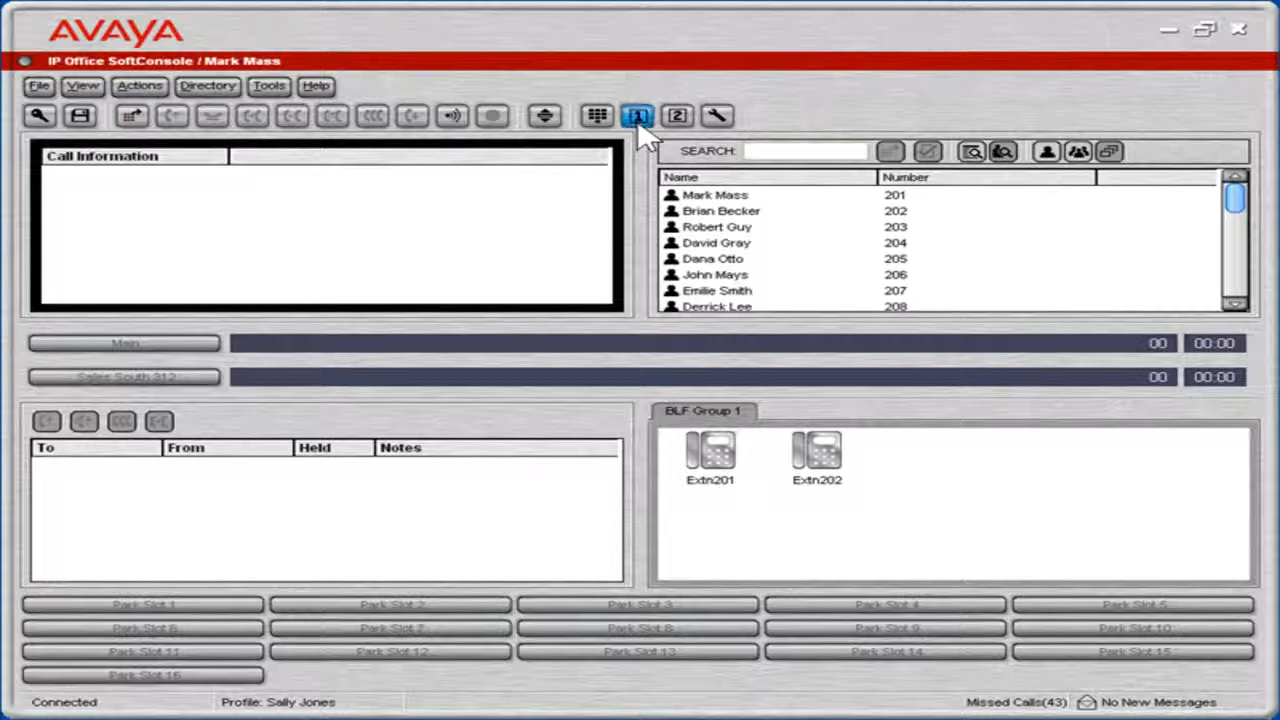 AVAYA
IP Office SoftConsole / Mark Mass
File View Actions Directory Tools Help
1 2
Call Information
SEARCH:
Name Number
Mark Mass 201
Brian Becker 202
Robert Guy 203
David Gray 204
Dana Otto 205
John Mays 206
Emilie Smith 207
Derrick Lee 208
Main 00 00:00
Sales South 312 00 00:00
To From Held Notes
BLF Group 1
Extn201 Extn202
Park Slot 1 Park Slot 2 Park Slot 3 Park Slot 4 Park Slot 5
Park Slot 6 Park Slot 7 Park Slot 8 Park Slot 9 Park Slot 10
Park Slot 11 Park Slot 12 Park Slot 13 Park Slot 14 Park Slot 15
Park Slot 16
Connected Profile: Sally Jones Missed Calls(43) No New Messages